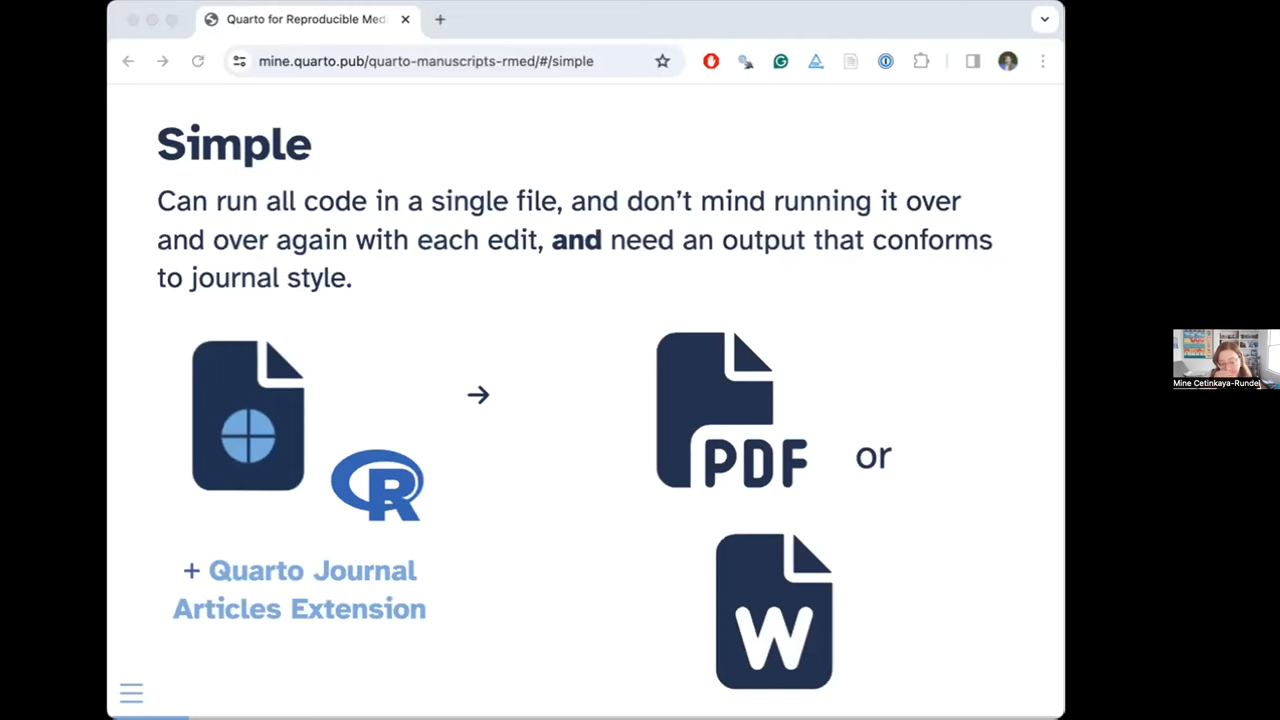 Quarto for Reproducible Med
mine.quarto.pub/quarto-manuscripts-rmed/#/simple
Simple
Can run all code in a single file, and don’t mind running it over
and over again with each edit, and need an output that conforms
to journal style.
R
PDF
or
+ Quarto Journal
Articles Extension
W
Mine Cetinkaya-Rundel